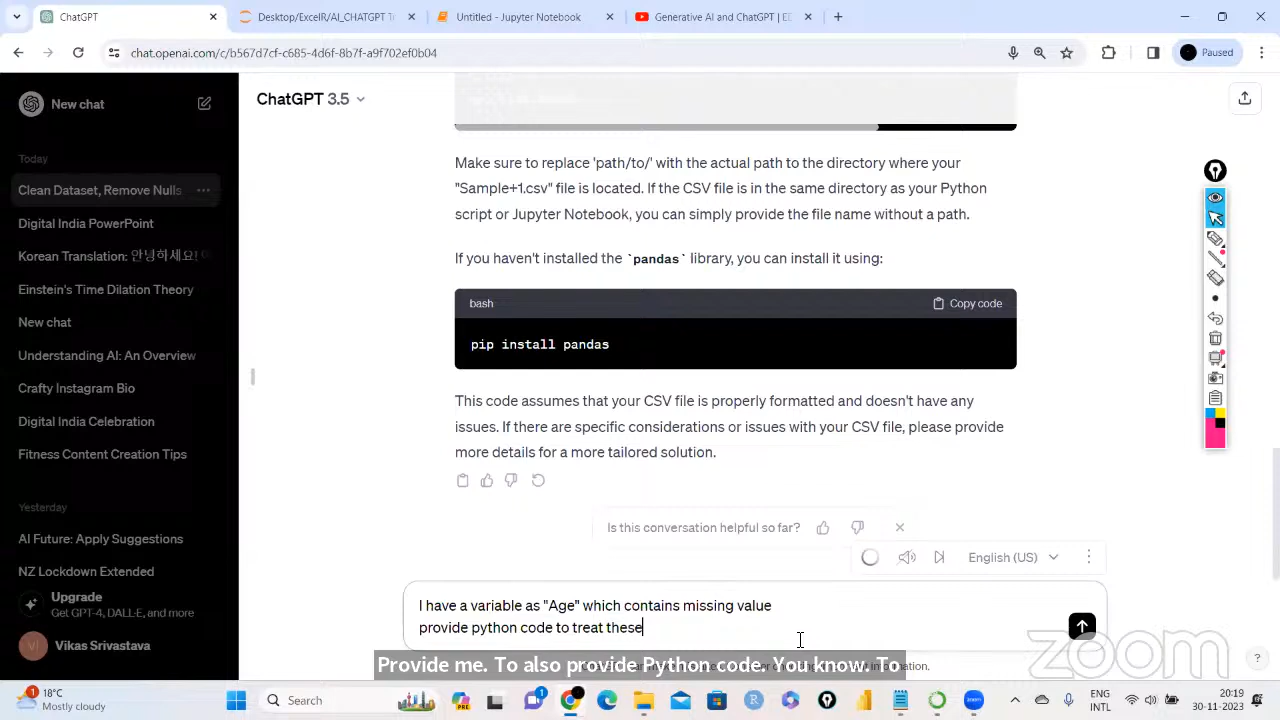 ChatGPT
Desktop/ExcelR/AI_CHATGPT Tr
Untitled - Jupyter Notebook
Generative AI and ChatGPT | ED
chat.openai.com/c/b567d7cf-c685-4d6f-8b7f-a9f702ef0b04
Paused
New chat
ChatGPT 3.5
Today
Clean Dataset, Remove Nulls
Digital India PowerPoint
Korean Translation: 안녕하세요!
Einstein's Time Dilation Theory
New chat
Understanding AI: An Overview
Crafty Instagram Bio
Digital India Celebration
Fitness Content Creation Tips
Yesterday
AI Future: Apply Suggestions
NZ Lockdown Extended
Upgrade
Get GPT-4, DALL·E, and more
VI
Vikas Srivastava
Make sure to replace 'path/to/' with the actual path to the directory where your
"Sample+1.csv" file is located. If the CSV file is in the same directory as your Python
script or Jupyter Notebook, you can simply provide the file name without a path.
If you haven't installed the `pandas` library, you can install it using:
bash
Copy code
pip install pandas
This code assumes that your CSV file is properly formatted and doesn't have any
issues. If there are specific considerations or issues with your CSV file, please provide
more details for a more tailored solution.
Is this conversation helpful so far?
English (US)
I have a variable as "Age" which contains missing value
provide python code to treat these
Provide me. To also provide Python code. You know. To
zoom
?
1
18°C
Mostly cloudy
Search
PRE
1
R
zoom
ENG
INTL
20:19
30-11-2023